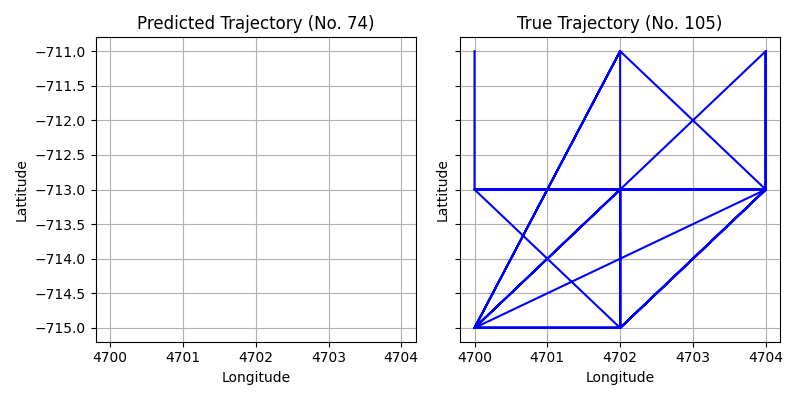 Predicted Trajectory (No. 74)
−711.0
−711.5
−712.0
−712.5
−713.0
−713.5
−714.0
−714.5
−715.0
Lattitude
4700 4701 4702 4703 4704
Longitude
True Trajectory (No. 105)
Lattitude
4700 4701 4702 4703 4704
Longitude